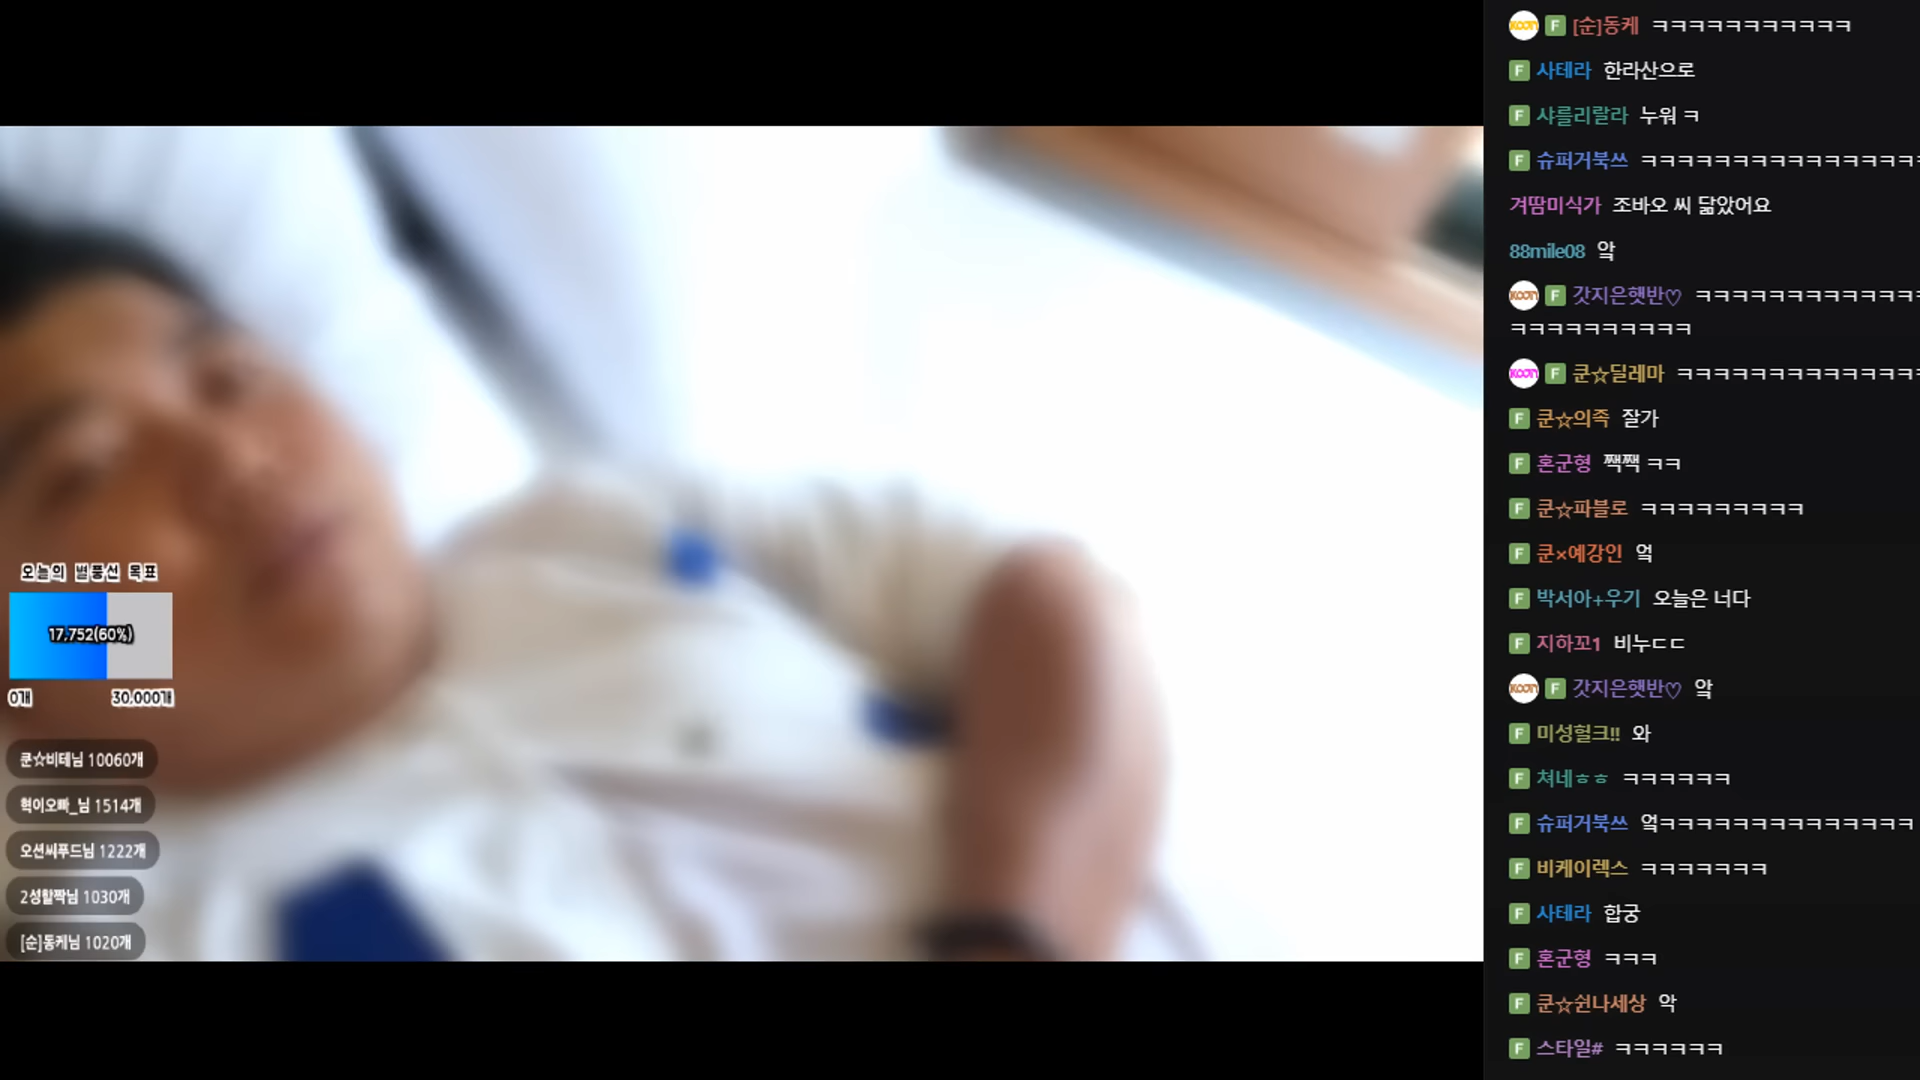 오늘의 별풍선 목표
17,752(60%)
0개 30,000개
쿤☆비테님 10060개
혁이오빠_님 1514개
오션씨푸드님 1222개
2성할짝님 1030개
[순]동케님 1020개
KOON F [순]동케 ㅋㅋㅋㅋㅋㅋㅋㅋㅋㅋㅋ
F 사테라 한라산으로
F 샤를리랄라 누워 ㅋ
F 슈퍼거북쓰 ㅋㅋㅋㅋㅋㅋㅋㅋㅋㅋㅋㅋㅋㅋㅋㅋ
겨땀미식가 조바오 씨 닮았어요
88mile08 앜
KOON F 갓지은햇반♡ ㅋㅋㅋㅋㅋㅋㅋㅋㅋㅋㅋㅋㅋ
ㅋㅋㅋㅋㅋㅋㅋㅋㅋㅋ
KOON F 쿤☆딜레마 ㅋㅋㅋㅋㅋㅋㅋㅋㅋㅋㅋㅋㅋㅋ
F 쿤☆의족 잘가
F 혼군형 짹짹 ㅋㅋ
F 쿤☆파블로 ㅋㅋㅋㅋㅋㅋㅋㅋㅋ
F 쿤×예강인 엌
F 박서아+우기 오늘은 너다
F 지하꼬1 비누ㄷㄷ
KOON F 갓지은햇반♡ 앜
F 미성헐크!! 와
F 쳐네ㅎㅎ ㅋㅋㅋㅋㅋㅋ
F 슈퍼거북쓰 엌ㅋㅋㅋㅋㅋㅋㅋㅋㅋㅋㅋㅋㅋㅋ
F 비케이렉스 ㅋㅋㅋㅋㅋㅋㅋ
F 사테라 합궁
F 혼군형 ㅋㅋㅋ
F 쿤☆쉰나세상 악
F 스타일# ㅋㅋㅋㅋㅋㅋ